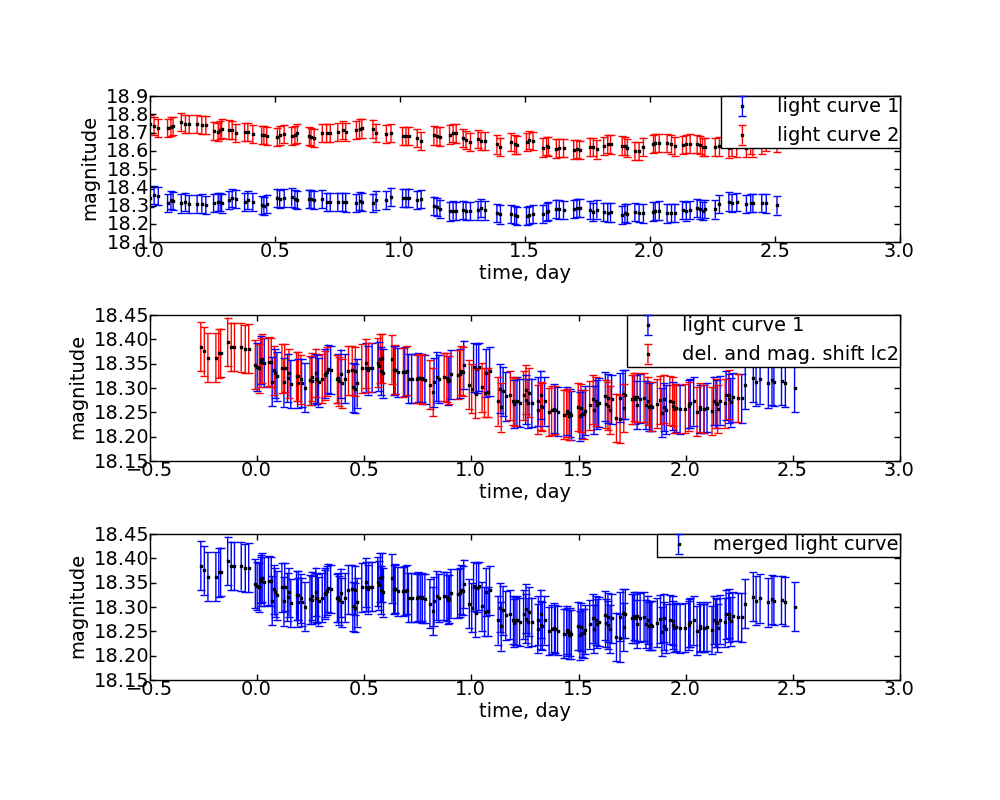 18.9
18.8
18.7
18.6
18.5
18.4
18.3
18.2
18.1
magnitude
light curve 1
light curve 2
0.0 0.5 1.0 1.5 2.0 2.5 3.0
time, day
18.45
18.40
18.35
18.30
18.25
18.20
18.15
magnitude
light curve 1
del. and mag. shift lc2
−0.5 0.0 0.5 1.0 1.5 2.0 2.5 3.0
time, day
18.45
18.40
18.35
18.30
18.25
18.20
18.15
magnitude
merged light curve
−0.5 0.0 0.5 1.0 1.5 2.0 2.5 3.0
time, day